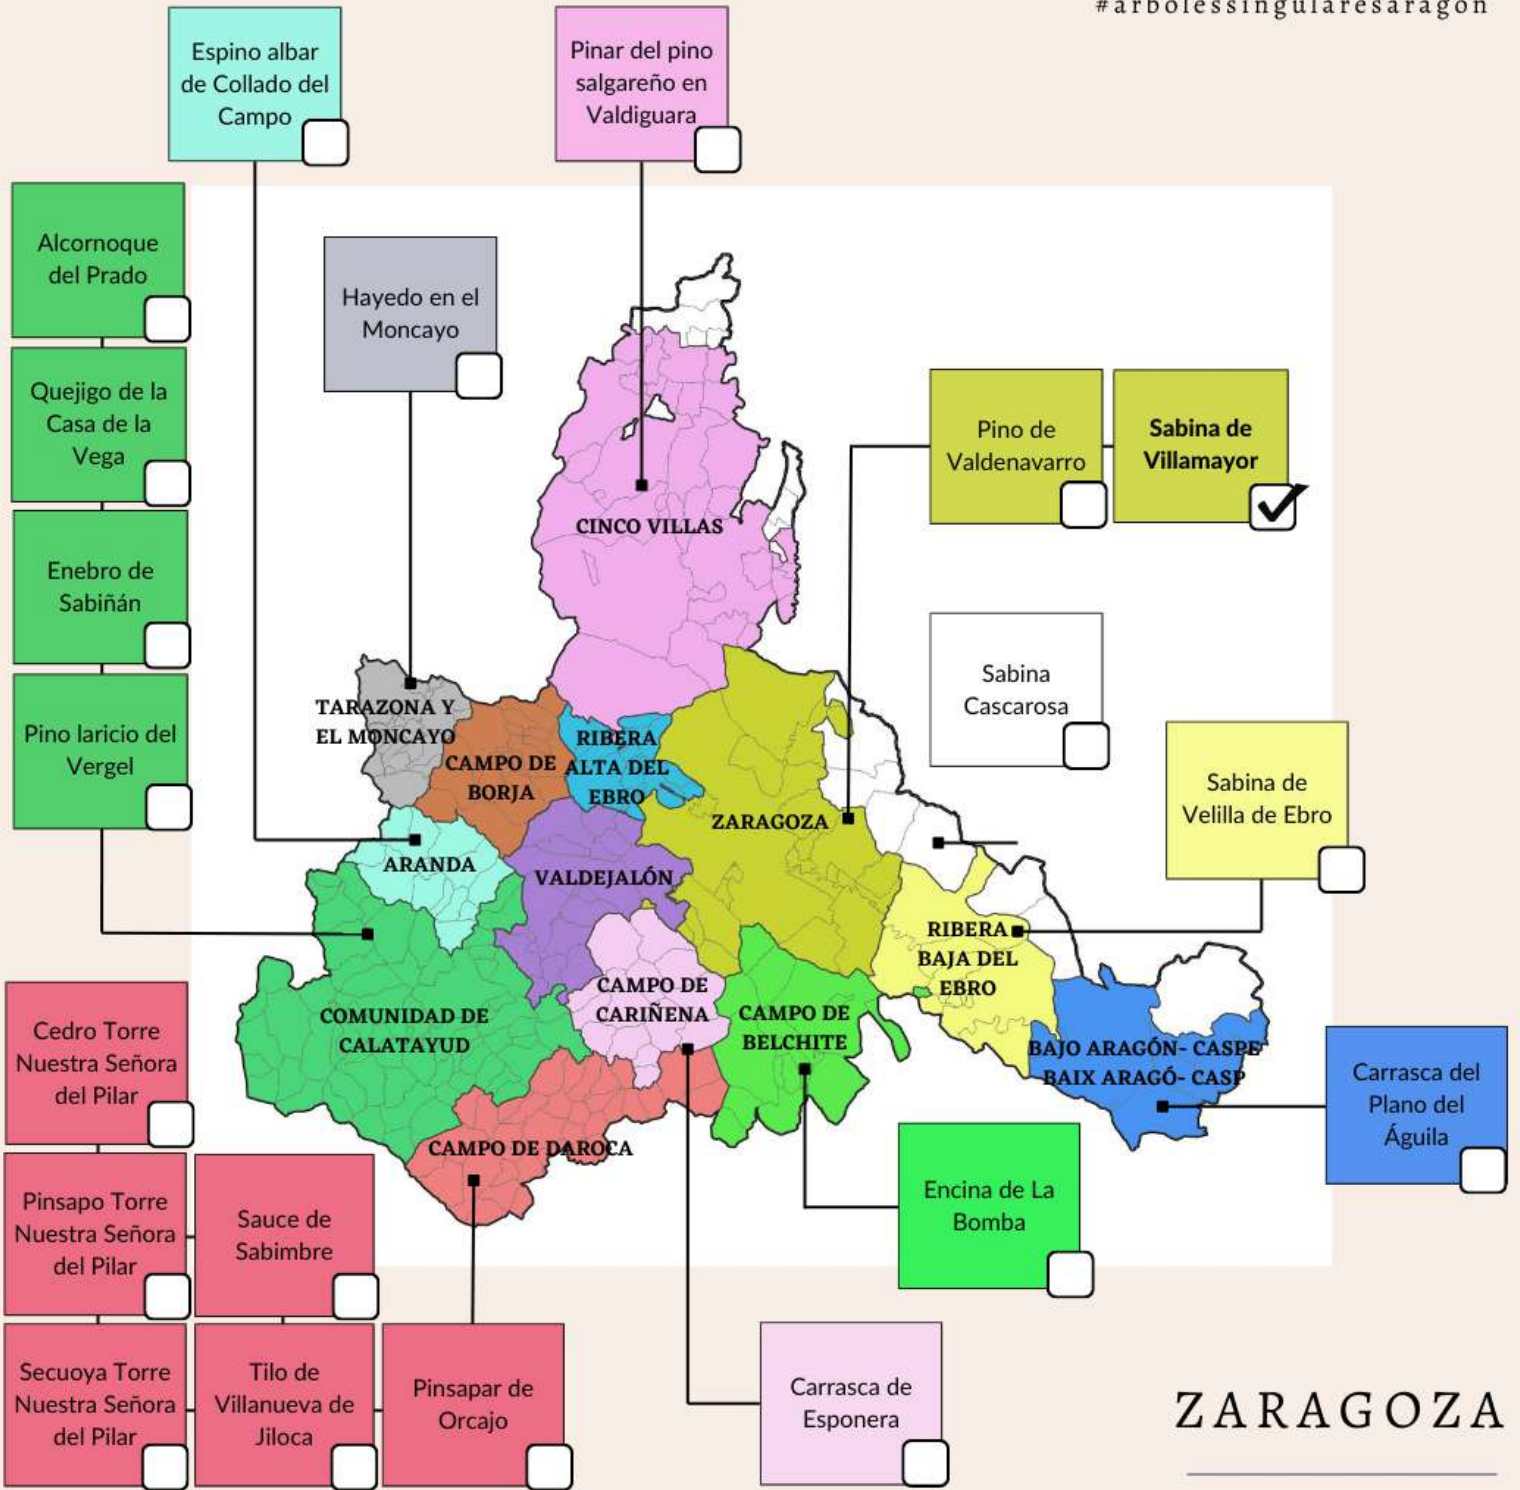 #arbolessingularesaragon
Espino albar
de Collado del
Campo
Pinar del pino
salgareño en
Valdiguara
Alcornoque
del Prado
Hayedo en el
Moncayo
Quejigo de la
Casa de la
Vega
Pino de
Valdenavarro
Sabina de
Villamayor
CINCO VILLAS
Enebro de
Sabiñán
Sabina
Cascarosa
Pino laricio del
Vergel
TARAZONA Y
EL MONCAYO
CAMPO DE
BORJA
RIBERA
ALTA DEL
EBRO
ZARAGOZA
Sabina de
Velilla de Ebro
ARANDA
VALDEJALÓN
RIBERA
BAJA DEL
EBRO
COMUNIDAD DE
CALATAYUD
CAMPO DE
CARIÑENA
CAMPO DE
BELCHITE
BAJO ARAGÓN- CASPE
BAIX ARAGÓ- CASP
Cedro Torre
Nuestra Señora
del Pilar
Carrasca del
Plano del
Águila
CAMPO DE DAROCA
Pinsapo Torre
Nuestra Señora
del Pilar
Sauce de
Sabimbre
Encina de La
Bomba
Secuoya Torre
Nuestra Señora
del Pilar
Tilo de
Villanueva de
Jiloca
Pinsapar de
Orcajo
Carrasca de
Esponera
ZARAGOZA